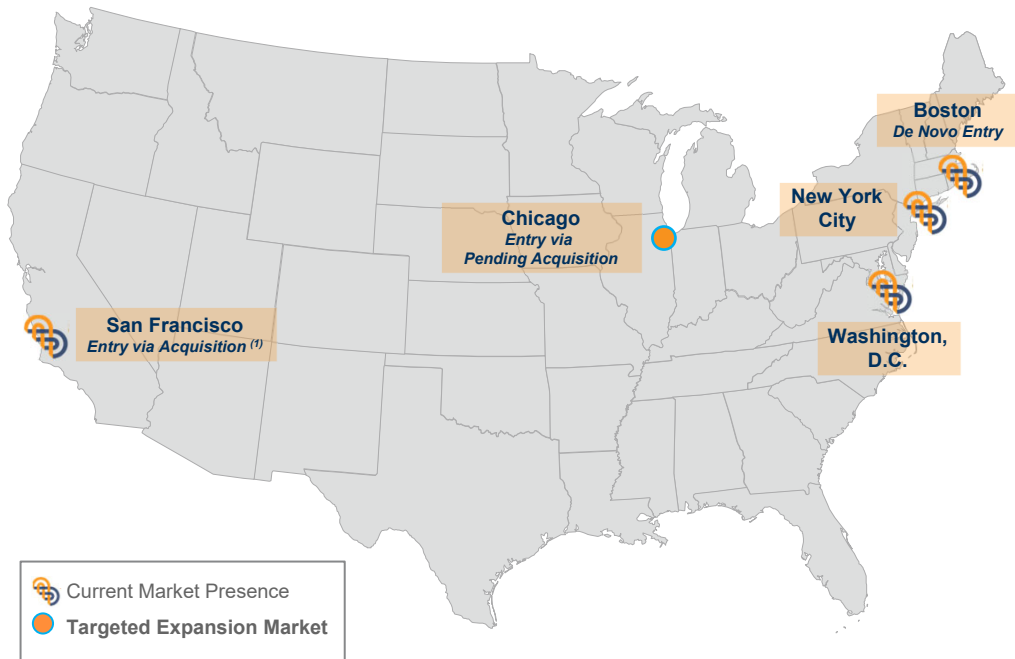 Boston
De Novo Entry
New York
City
Chicago
Entry via
Pending Acquisition
San Francisco
Entry via Acquisition (1)
Washington,
D.C.
Current Market Presence
Targeted Expansion Market